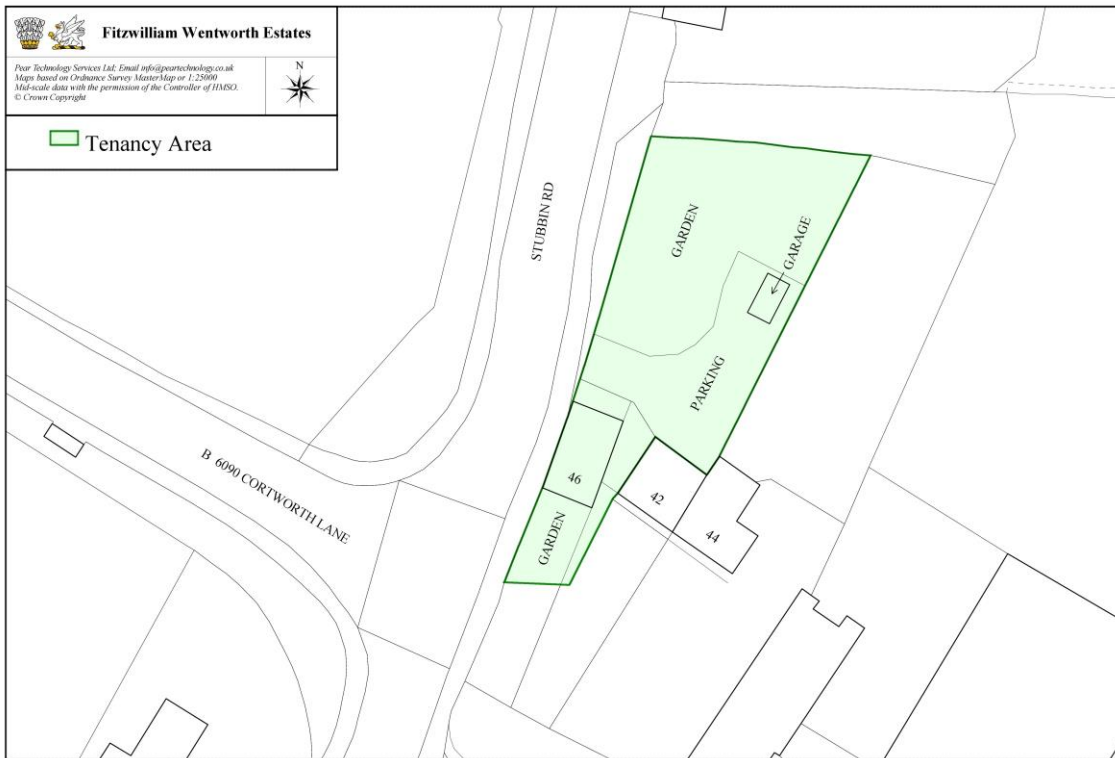 Fitzwilliam Wentworth Estates
Pear Technology Services Ltd; Email info@peartechnology.co.uk
Maps based on Ordnance Survey MasterMap or 1:25000
Mid-scale data with the permission of the Controller of HMSO.
© Crown Copyright
N
Tenancy Area
STUBBIN RD
GARDEN
GARAGE
PARKING
B 6090 CORTWORTH LANE
46
42
44
GARDEN